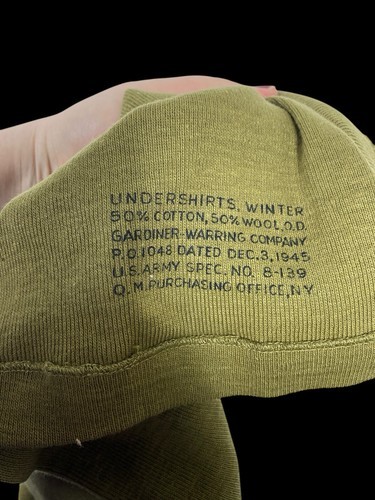 UNDERSHIRTS, WINTER
50% COTTON, 50% WOOL, O.D.
GARDINER-WARRING COMPANY
P.O.1048 DATED DEC.3,1945
U.S.ARMY SPEC. NO. 8-139
Q.M PURCHASING OFFICE,N.Y